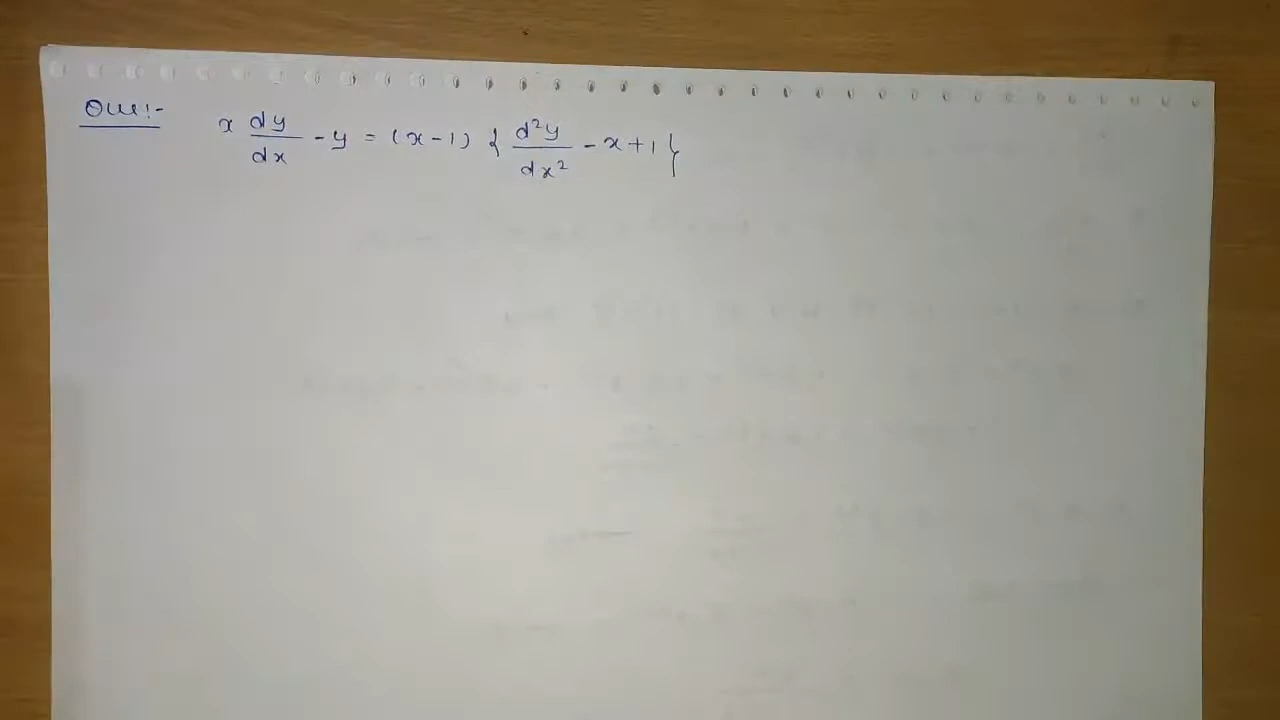 Que:- x dy/dx - y = (x-1) { d²y/dx² - x + 1 }